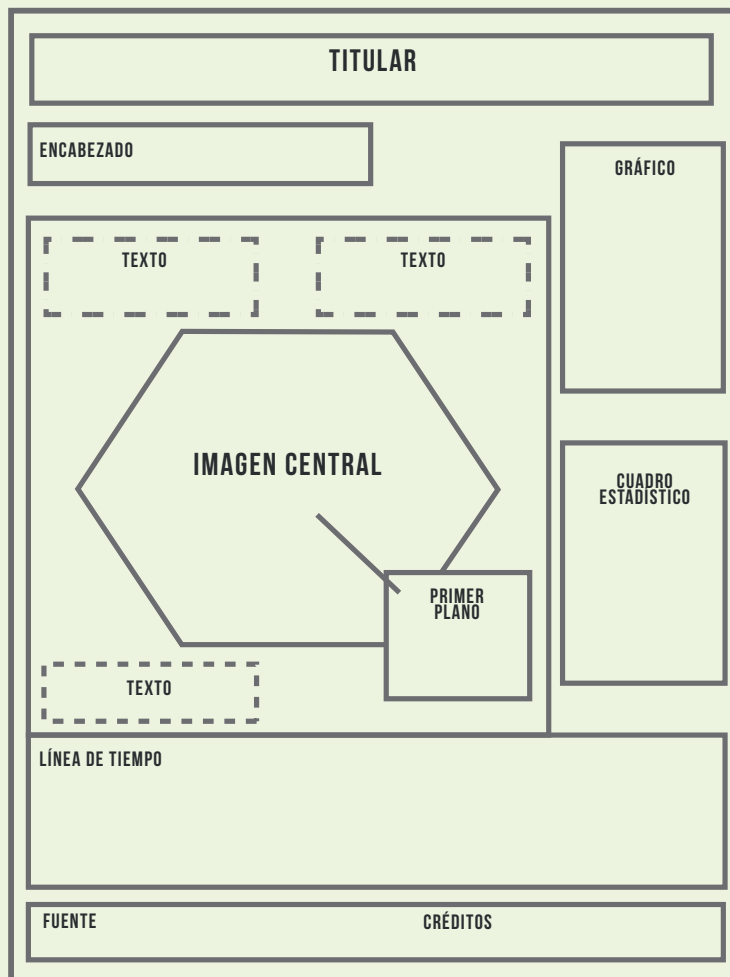 TITULAR
ENCABEZADO
GRÁFICO
TEXTO
TEXTO
IMAGEN CENTRAL
CUADRO
ESTADÍSTICO
PRIMER
PLANO
TEXTO
LÍNEA DE TIEMPO
FUENTE
CRÉDITOS